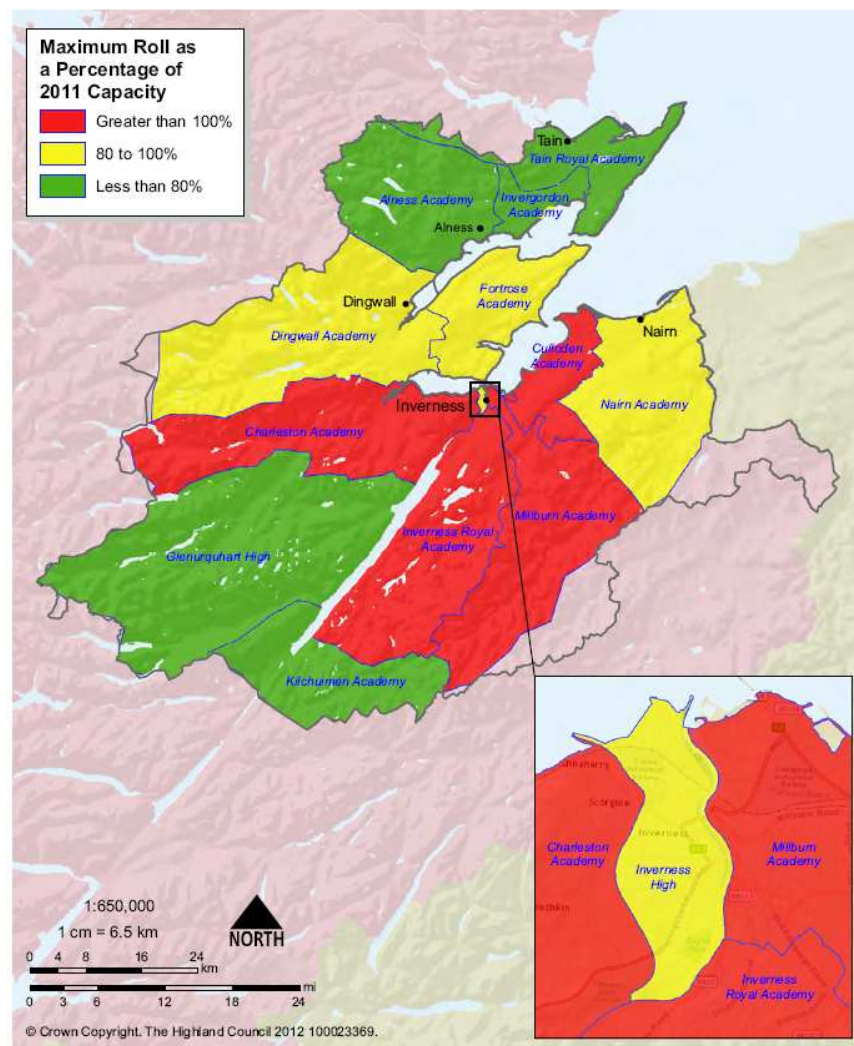 Maximum Roll as
a Percentage of
2011 Capacity
Greater than 100%
80 to 100%
Less than 80%
Tain
Tain Royal Academy
Alness Academy
Invergordon
Academy
Alness
Fortrose
Academy
Dingwall
Dingwall Academy
Culloden
Academy
Nairn
Nairn Academy
Inverness
Charleston Academy
Millburn Academy
Inverness Royal
Academy
Glenurquhart High
Kilchuimen Academy
Inverness
Charleston
Academy
Millburn
Academy
Inverness
High
Inverness
Royal Academy
1:650,000
1 cm = 6.5 km
NORTH
0 4 8 16 24
km
mi
0 3 6 12 18 24
© Crown Copyright. The Highland Council 2012 100023369.